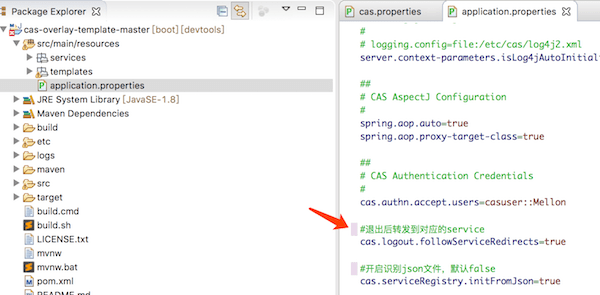 Package Explorer
cas-overlay-template-master [boot] [devtools]
src/main/resources
services
templates
application.properties
JRE System Library [JavaSE-1.8]
Maven Dependencies
build
etc
logs
maven
src
target
build.cmd
build.sh
LICENSE.txt
mvnw
mvnw.bat
pom.xml
README.md
cas.properties
application.properties
#
# logging.config=file:/etc/cas/log4j2.xml
server.context-parameters.isLog4jAutoInitializ
##
# CAS AspectJ Configuration
#
spring.aop.auto=true
spring.aop.proxy-target-class=true
##
# CAS Authentication Credentials
#
cas.authn.accept.users=casuser::Mellon
#退出后转发到对应的service
cas.logout.followServiceRedirects=true
#开启识别json文件，默认false
cas.serviceRegistry.initFromJson=true